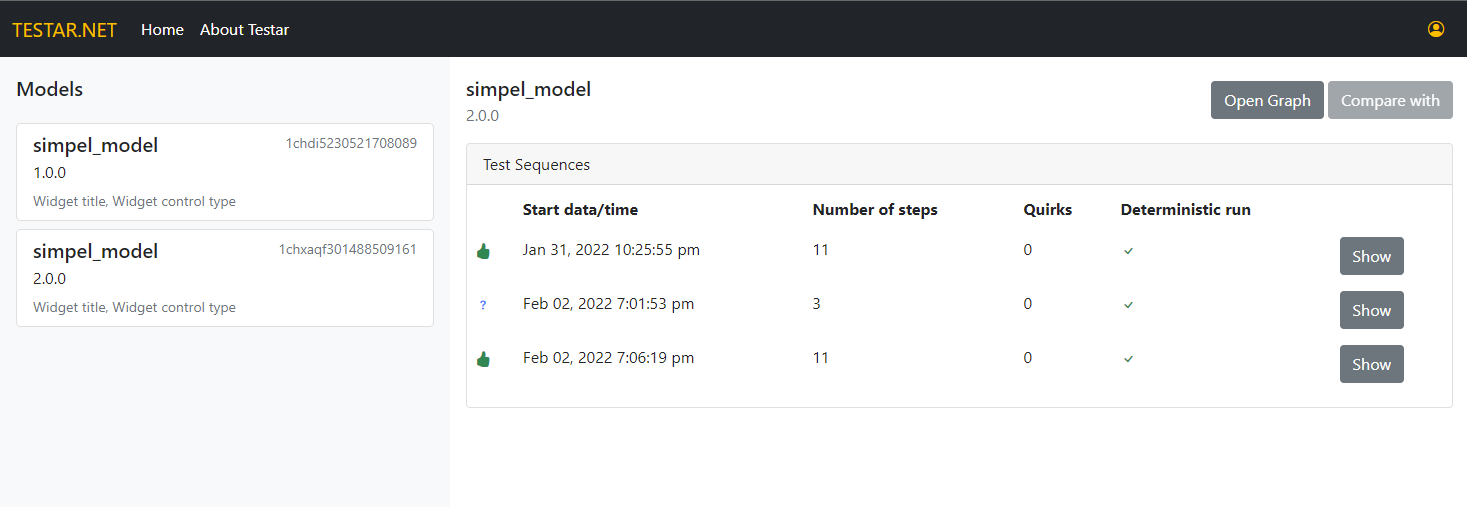 TESTAR.NET Home About Testar
Models
simpel_model 1chdi5230521708089
1.0.0
Widget title, Widget control type
simpel_model 1chxaqf301488509161
2.0.0
Widget title, Widget control type
simpel_model
2.0.0
Open Graph Compare with
Test Sequences
Start data/time Number of steps Quirks Deterministic run
Jan 31, 2022 10:25:55 pm 11 0 Show
? Feb 02, 2022 7:01:53 pm 3 0 Show
Feb 02, 2022 7:06:19 pm 11 0 Show